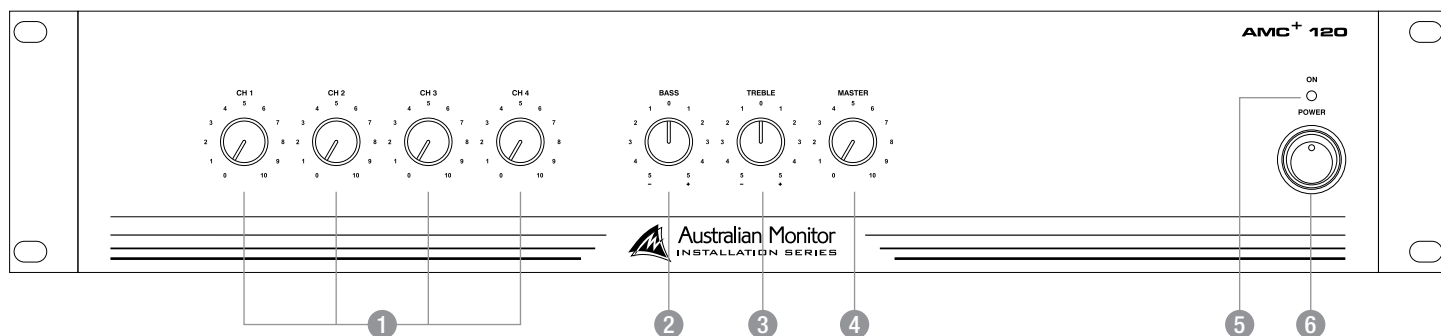 AMC+ 120
CH 1 CH 2 CH 3 CH 4 BASS TREBLE MASTER ON
0 1 2 3 4 5 6 7 8 9 10
0 1 2 3 4 5 6 7 8 9 10
0 1 2 3 4 5 6 7 8 9 10
0 1 2 3 4 5 6 7 8 9 10
5 4 3 2 1 0 1 2 3 4 5
- +
5 4 3 2 1 0 1 2 3 4 5
- +
0 1 2 3 4 5 6 7 8 9 10
POWER
Australian Monitor
INSTALLATION SERIES
1 2 3 4 5 6